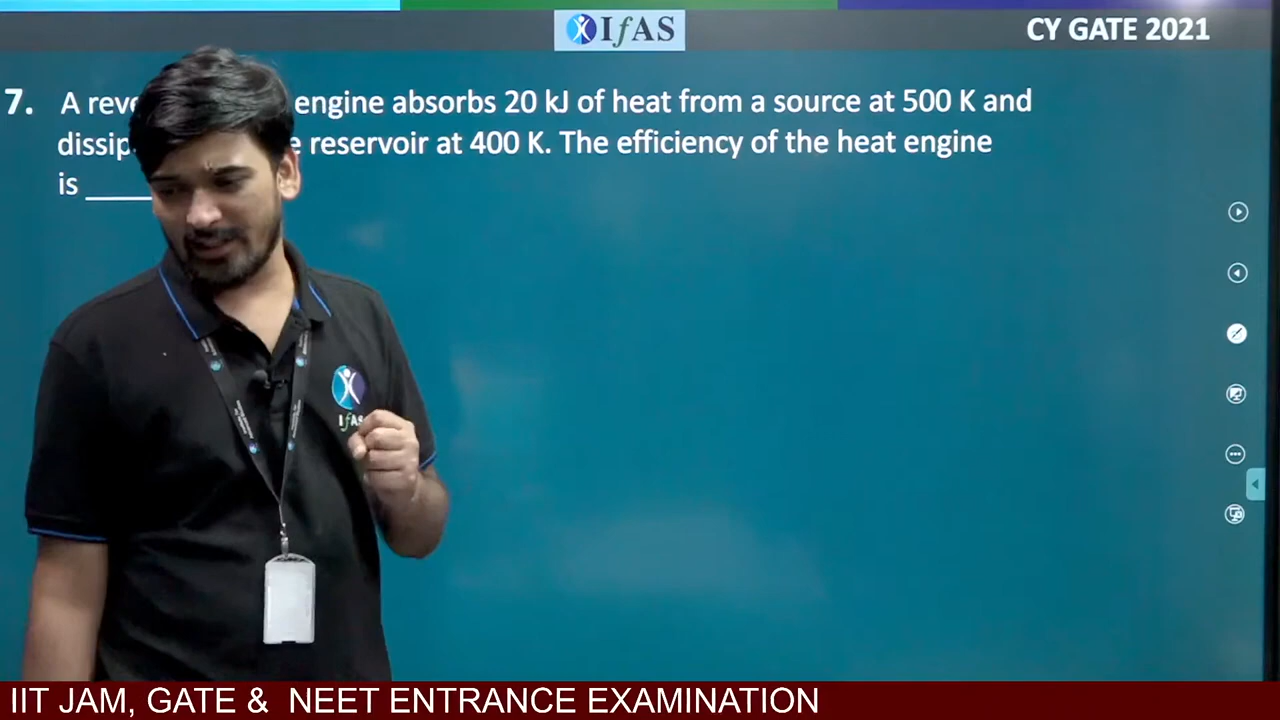 IfAS
CY GATE 2021
7. A reve engine absorbs 20 kJ of heat from a source at 500 K and
dissip e reservoir at 400 K. The efficiency of the heat engine
is ______
IfAS
IIT JAM, GATE & NEET ENTRANCE EXAMINATION